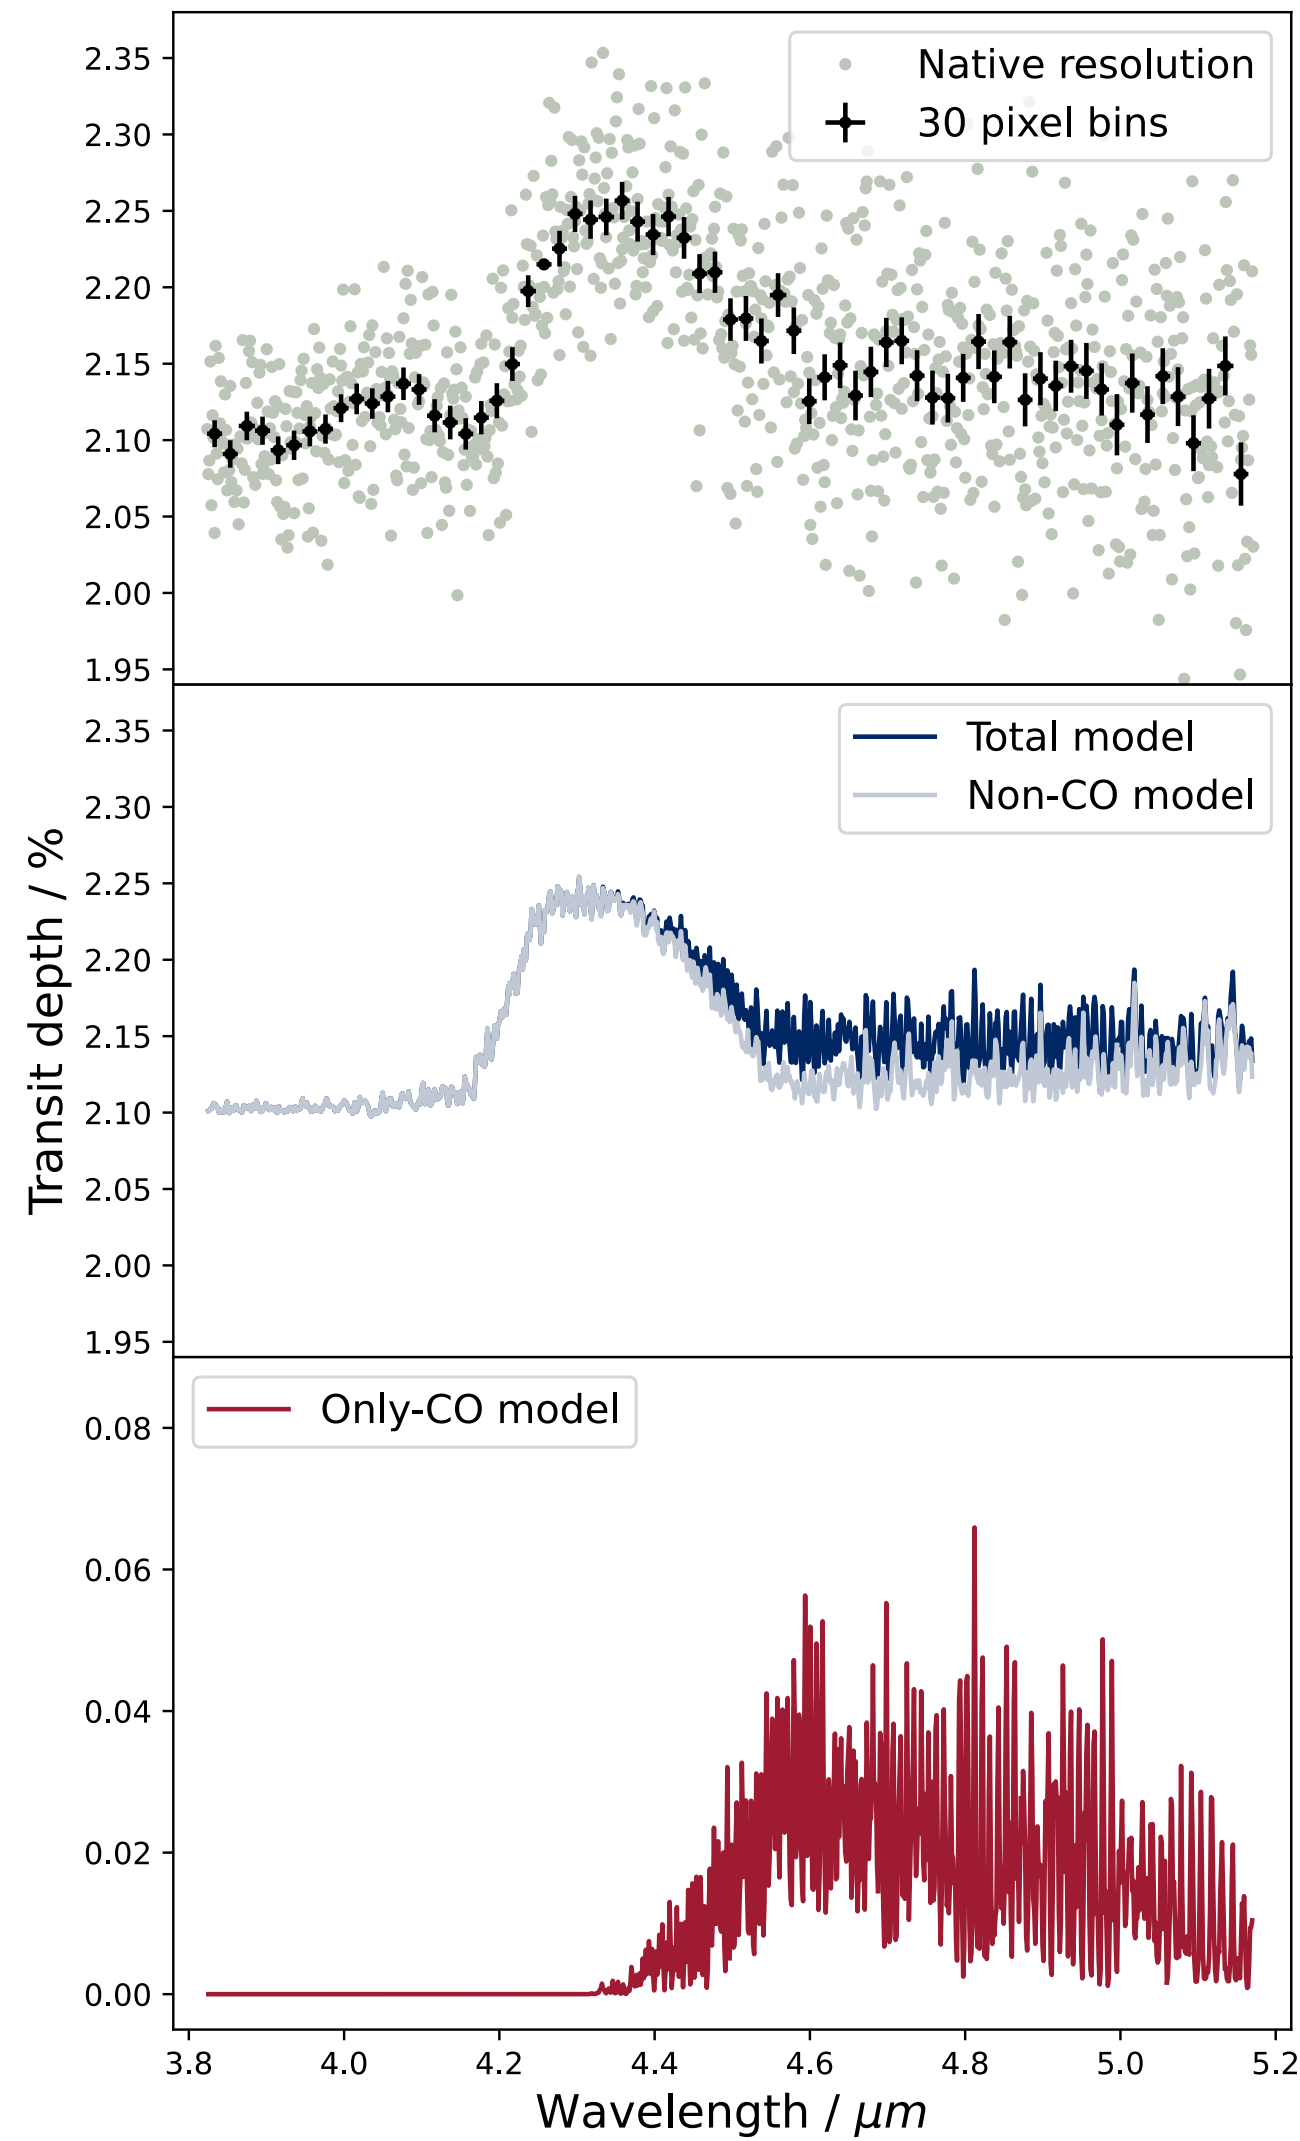 Native resolution
30 pixel bins
2.35
2.30
2.25
2.20
2.15
2.10
2.05
2.00
1.95
Total model
Non-CO model
2.35
2.30
2.25
2.20
2.15
2.10
2.05
2.00
1.95
Transit depth / %
Only-CO model
0.08
0.06
0.04
0.02
0.00
3.8 4.0 4.2 4.4 4.6 4.8 5.0 5.2
Wavelength / μm